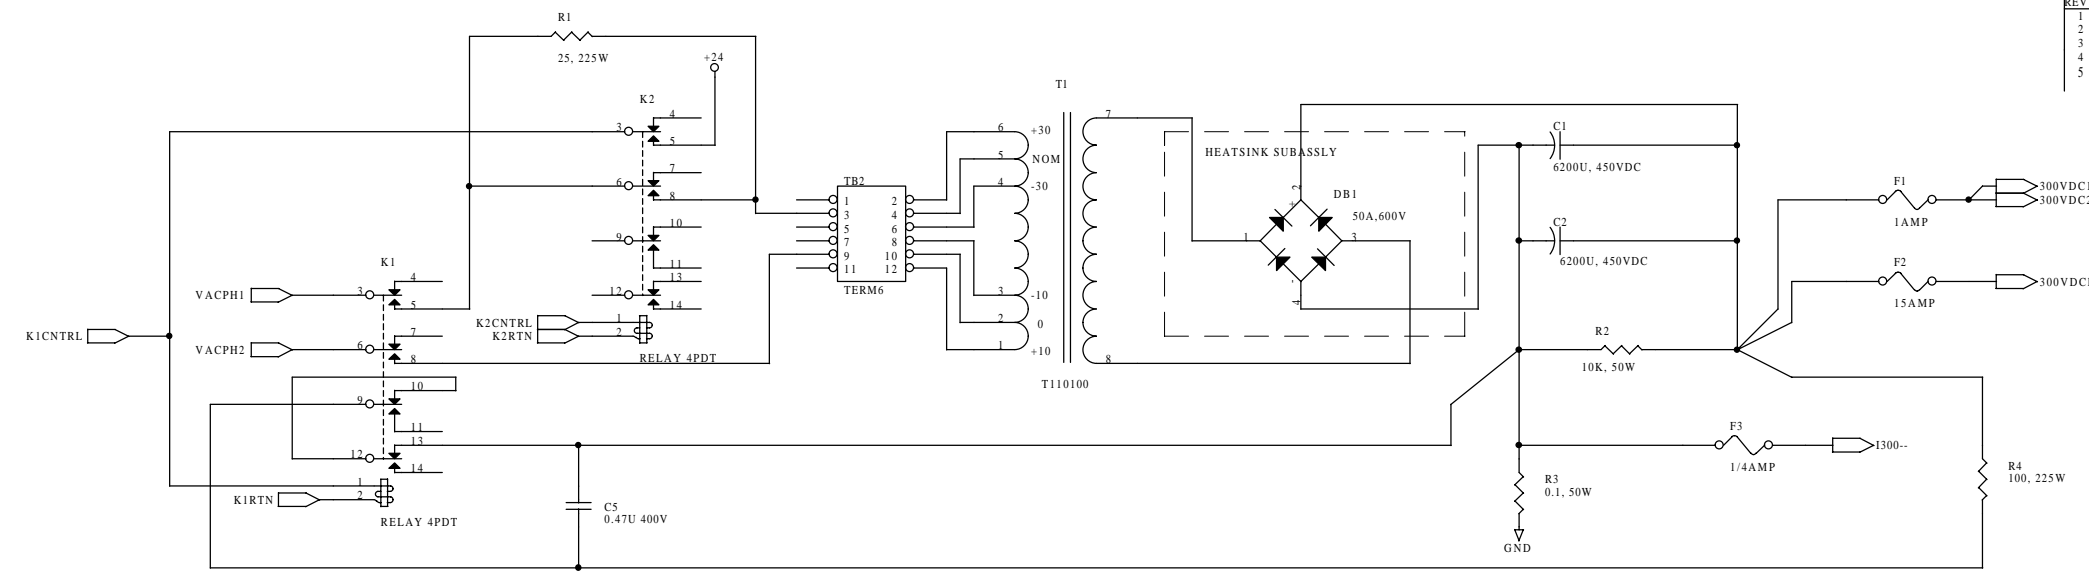 REV
1
2
3
4
5
R1
25, 225W
+24
K2
4
3
5
7
6
8
10
9
11
13
12
14
K2CNTRL
1
K2RTN
2
RELAY 4PDT
K1
4
VACPH1
3
5
7
VACPH2
6
8
10
9
11
13
12
14
K1CNTRL
1
K1RTN
2
RELAY 4PDT
C5
0.47U 400V
TB2
1 2
3 4
5 6
7 8
9 10
11 12
TERM6
T1
6 +30
5 NOM
4 -30
3 -10
2 0
1 +10
7
8
T110100
HEATSINK SUBASSLY
2
+
DB1
50A,600V
1
3
-
4
C1
6200U, 450VDC
C2
6200U, 450VDC
R2
10K, 50W
F1
1AMP
300VDC1
300VDC2
F2
15AMP
300VDC
F3
1/4AMP
I300--
R3
0.1, 50W
GND
R4
100, 225W